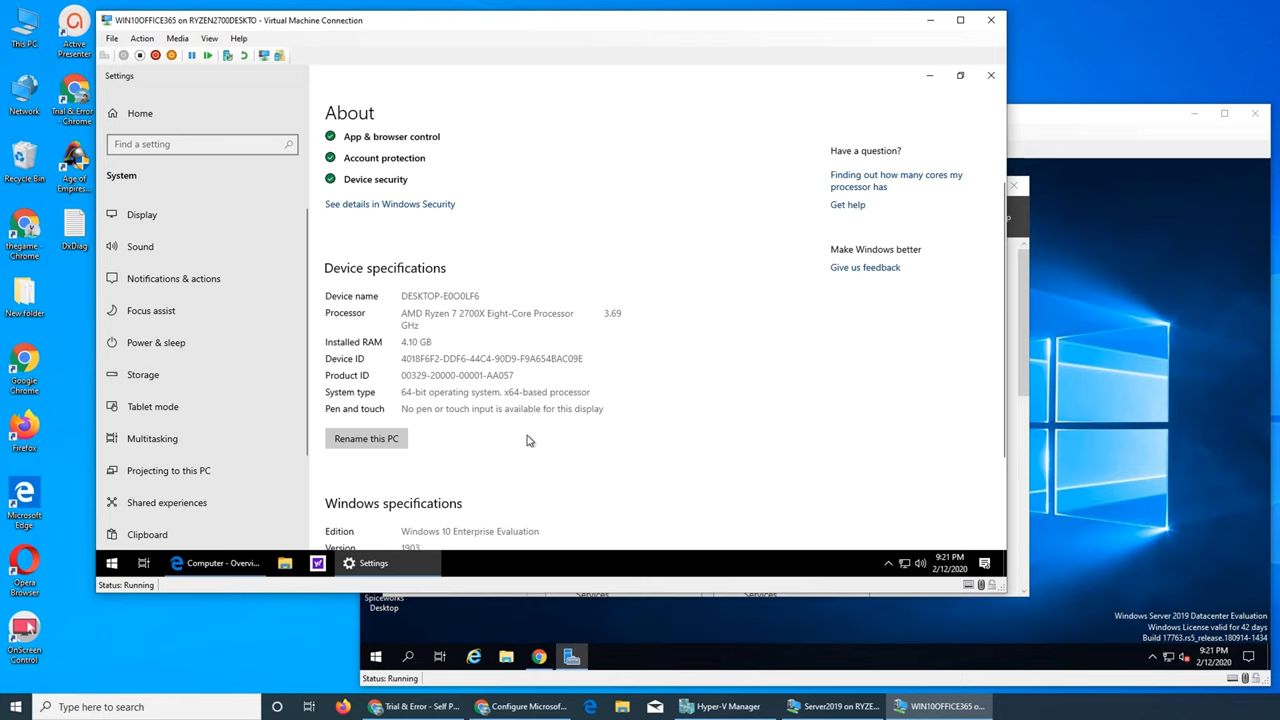 This PC
Active
Presenter
Network
Trial & Error
- Chrome
Recycle Bin
Age of
Empires...
thegame -
Chrome
DxDiag
New folder
Google
Chrome
Firefox
Microsoft
Edge
Opera
Browser
OnScreen
Control
WIN10OFFICE365 on RYZEN2700DESKTO - Virtual Machine Connection
File Action Media View Help
Settings
Home
Find a setting
System
Display
Sound
Notifications & actions
Focus assist
Power & sleep
Storage
Tablet mode
Multitasking
Projecting to this PC
Shared experiences
Clipboard
About
App & browser control
Account protection
Device security
See details in Windows Security
Device specifications
Device name DESKTOP-E0O0LF6
Processor AMD Ryzen 7 2700X Eight-Core Processor 3.69
GHz
Installed RAM 4.10 GB
Device ID 4018F6F2-DDF6-44C4-90D9-F9A654BAC09E
Product ID 00329-20000-00001-AA057
System type 64-bit operating system, x64-based processor
Pen and touch No pen or touch input is available for this display
Rename this PC
Windows specifications
Edition Windows 10 Enterprise Evaluation
Version 1903
Have a question?
Finding out how many cores my
processor has
Get help
Make Windows better
Give us feedback
Computer - Overvi...
Settings
9:21 PM
2/12/2020
Status: Running
Services Services
Spiceworks
Desktop
Windows Server 2019 Datacenter Evaluation
Windows License valid for 42 days
Build 17763.rs5_release.180914-1434
9:21 PM
2/12/2020
Status: Running
Type here to search
Trial & Error - Self P...
Configure Microsof...
Hyper-V Manager
Server2019 on RYZE...
WIN10OFFICE365 o...